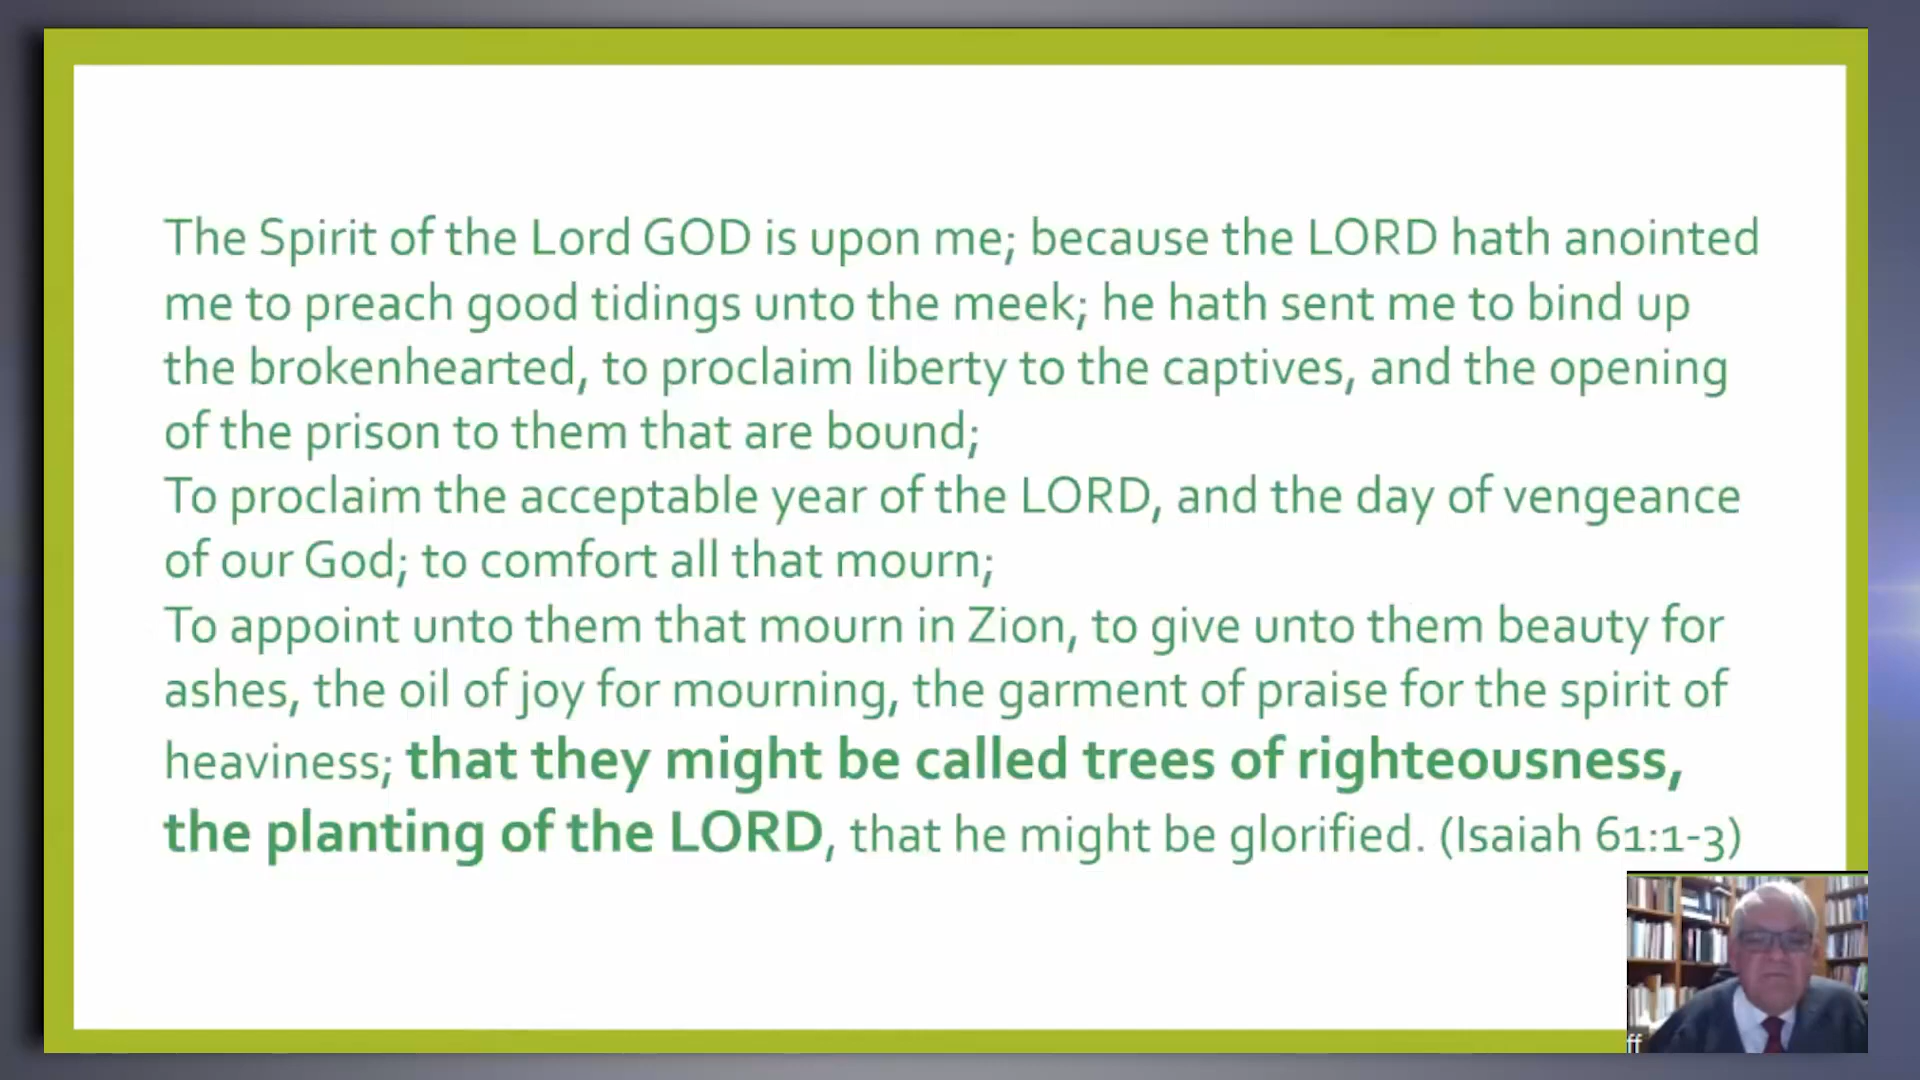 The Spirit of the Lord GOD is upon me; because the LORD hath anointed
me to preach good tidings unto the meek; he hath sent me to bind up
the brokenhearted, to proclaim liberty to the captives, and the opening
of the prison to them that are bound;
To proclaim the acceptable year of the LORD, and the day of vengeance
of our God; to comfort all that mourn;
To appoint unto them that mourn in Zion, to give unto them beauty for
ashes, the oil of joy for mourning, the garment of praise for the spirit of
heaviness; that they might be called trees of righteousness,
the planting of the LORD, that he might be glorified. (Isaiah 61:1-3)
ff